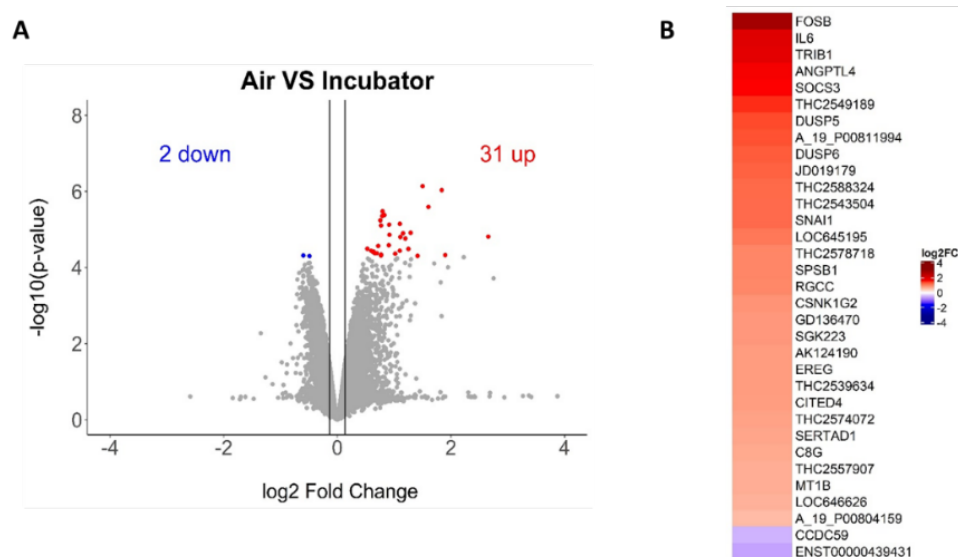 A
Air VS Incubator
2 down
31 up
8
6
4
2
0
-log10(p-value)
-4
-2
0
2
4
log2 Fold Change
B
FOSB
IL6
TRIB1
ANGPTL4
SOCS3
THC2549189
DUSP5
A_19_P00811994
DUSP6
JD019179
THC2588324
THC2543504
SNAI1
LOC645195
THC2578718
SPSB1
RGCC
CSNK1G2
GD136470
SGK223
AK124190
EREG
THC2539634
CITED4
THC2574072
SERTAD1
C8G
THC2557907
MT1B
LOC646626
A_19_P00804159
CCDC59
ENST00000439431
log2FC
4
2
0
-2
-4